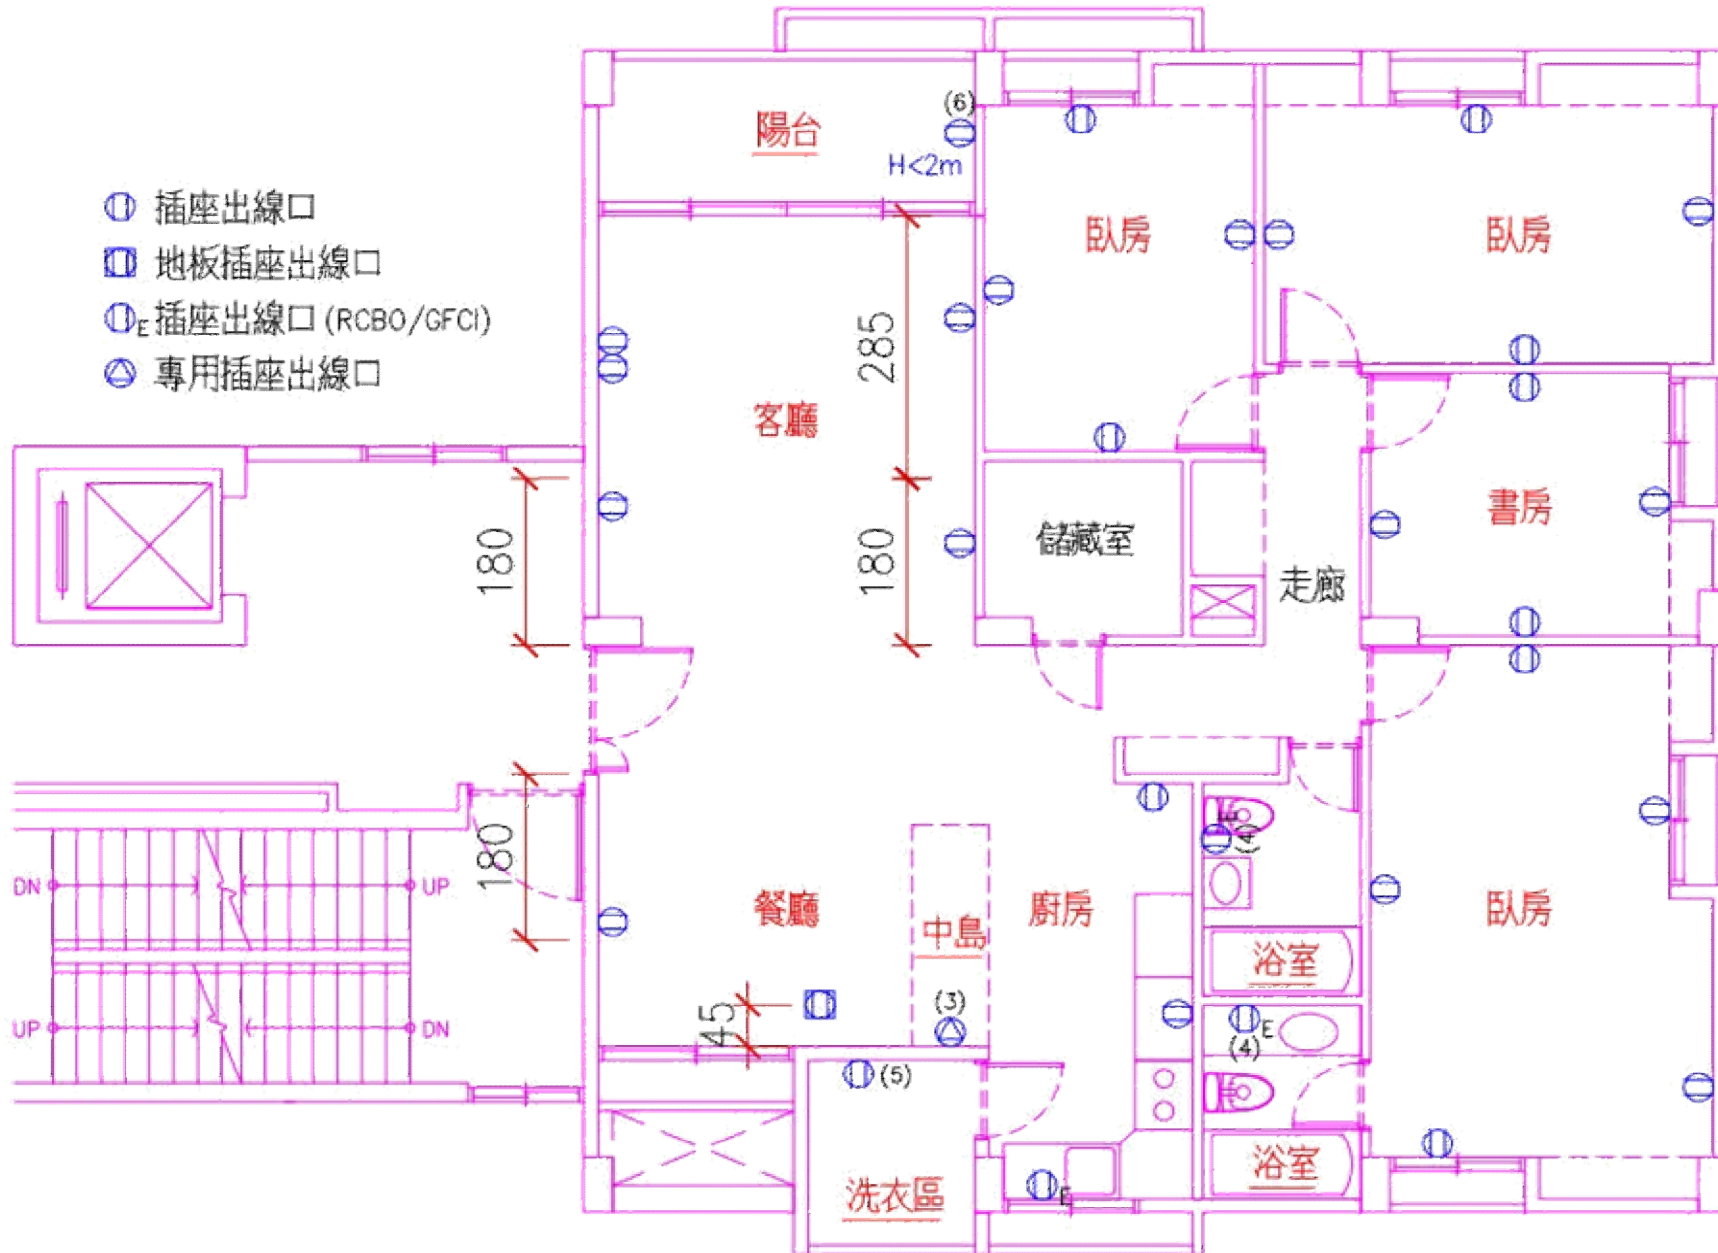 (6)
陽台
H<2m
插座出線口
地板插座出線口
E 插座出線口 (RCBO/GFCI)
專用插座出線口
臥房
臥房
285
客廳
180
180
儲藏室
書房
走廊
180
DN
UP
餐廳
中島
廚房
E
(4)
臥房
浴室
UP
DN
45
(3)
E
(4)
(5)
洗衣區
E
浴室